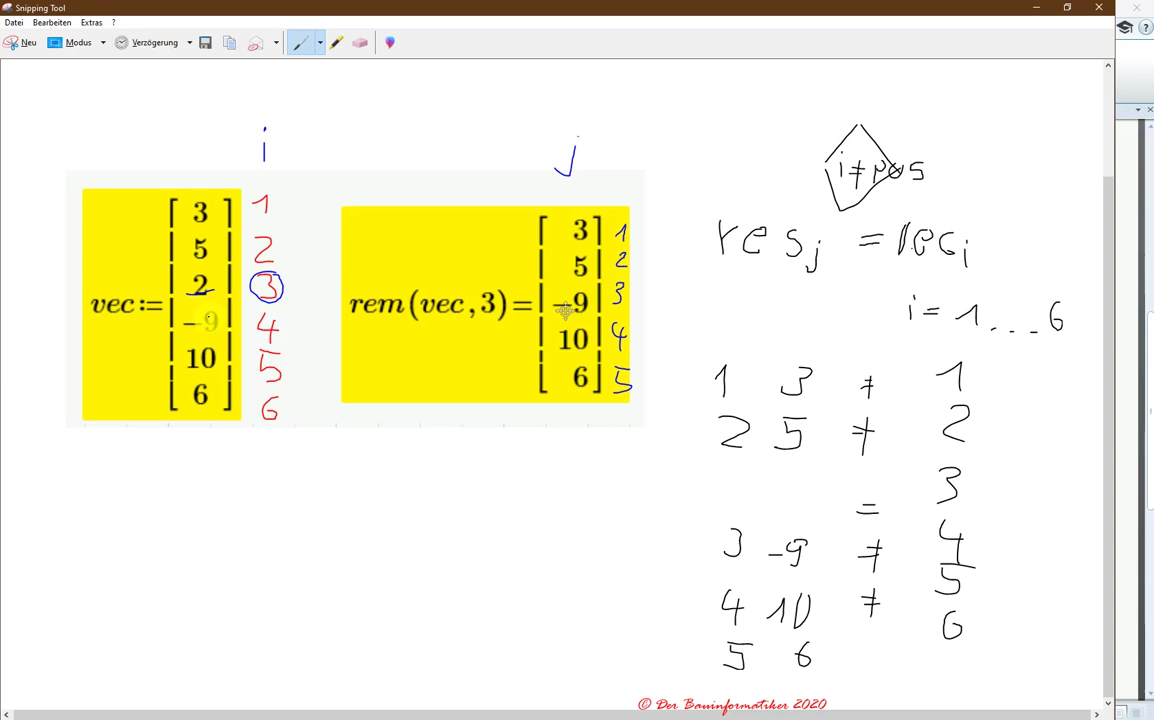 Snipping Tool
Datei Bearbeiten Extras ?
Neu Modus Verzögerung
i j
i ≠ pos
res_j = vec_i
i = 1 . . . 6
vec := [3 5 2 -9 10 6]
1
2
3
4
5
6
rem(vec, 3) = [3 5 -9 10 6]
1
2
3
4
5
1 3 ≠ 1
2 5 ≠ 2
= 3
3 -9 ≠ 4
4 10 ≠ 5
5 6 6
© Der Bauinformatiker 2020